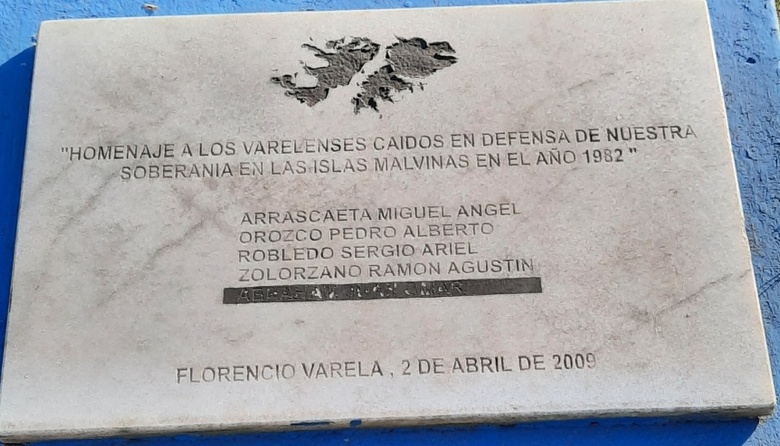 "HOMENAJE A LOS VARELENSES CAIDOS EN DEFENSA DE NUESTRA
SOBERANIA EN LAS ISLAS MALVINAS EN EL AÑO 1982 "
ARRASCAETA MIGUEL ANGEL
OROZCO PEDRO ALBERTO
ROBLEDO SERGIO ARIEL
ZOLORZANO RAMON AGUSTIN
OMAR
FLORENCIO VARELA , 2 DE ABRIL DE 2009